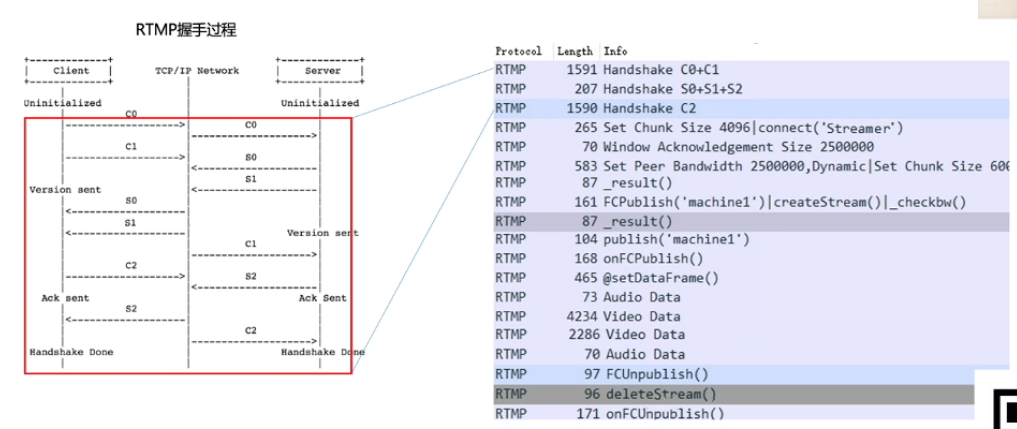 RTMP握手过程
Client TCP/IP Network Server
Uninitialized Uninitialized
C0
C0
C1
S0
S1
Version sent
S0
S1
Version sent
C1
C2
S2
Ack sent Ack Sent
S2
C2
Handshake Done Handshake Done
Protocol Length Info
RTMP 1591 Handshake C0+C1
RTMP 207 Handshake S0+S1+S2
RTMP 1590 Handshake C2
RTMP 265 Set Chunk Size 4096|connect('Streamer')
RTMP 70 Window Acknowledgement Size 2500000
RTMP 583 Set Peer Bandwidth 2500000,Dynamic|Set Chunk Size 600
RTMP 87 _result()
RTMP 161 FCPublish('machine1')|createStream()|_checkbw()
RTMP 87 _result()
RTMP 104 publish('machine1')
RTMP 168 onFCPublish()
RTMP 465 @setDataFrame()
RTMP 73 Audio Data
RTMP 4234 Video Data
RTMP 2286 Video Data
RTMP 70 Audio Data
RTMP 97 FCUnpublish()
RTMP 96 deleteStream()
RTMP 171 onFCUnpublish()